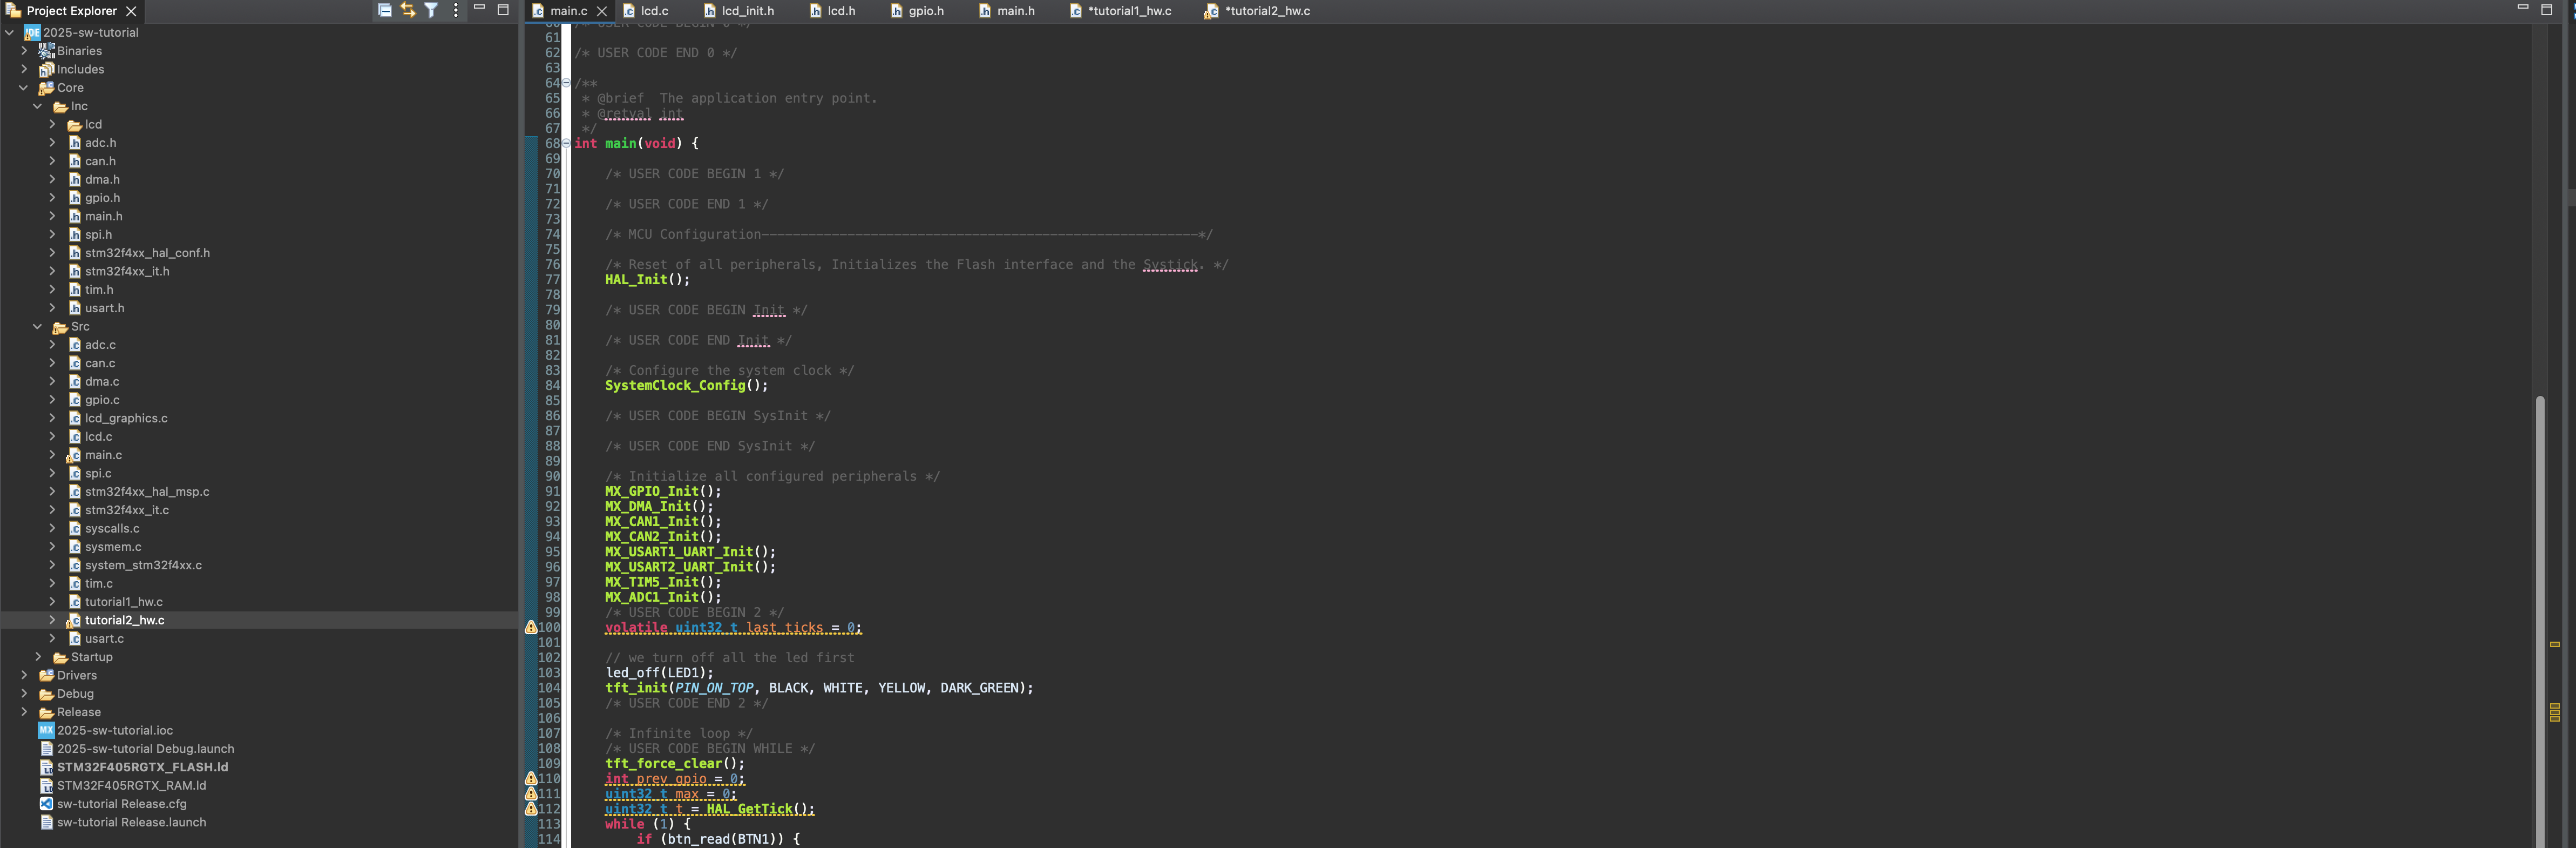 Project Explorer
2025-sw-tutorial
Binaries
Includes
Core
Inc
lcd
adc.h
can.h
dma.h
gpio.h
main.h
spi.h
stm32f4xx_hal_conf.h
stm32f4xx_it.h
tim.h
usart.h
Src
adc.c
can.c
dma.c
gpio.c
lcd_graphics.c
lcd.c
main.c
spi.c
stm32f4xx_hal_msp.c
stm32f4xx_it.c
syscalls.c
sysmem.c
system_stm32f4xx.c
tim.c
tutorial1_hw.c
tutorial2_hw.c
usart.c
Startup
Drivers
Debug
Release
2025-sw-tutorial.ioc
2025-sw-tutorial Debug.launch
STM32F405RGTX_FLASH.ld
STM32F405RGTX_RAM.ld
sw-tutorial Release.cfg
sw-tutorial Release.launch
main.c lcd.c lcd_init.h lcd.h gpio.h main.h *tutorial1_hw.c *tutorial2_hw.c
60 /* USER CODE BEGIN 0 */
61
62 /* USER CODE END 0 */
63
64 /**
65 * @brief  The application entry point.
66 * @retval int
67 */
68 int main(void) {
69
70 /* USER CODE BEGIN 1 */
71
72 /* USER CODE END 1 */
73
74 /* MCU Configuration--------------------------------------------------------*/
75
76 /* Reset of all peripherals, Initializes the Flash interface and the Systick. */
77 HAL_Init();
78
79 /* USER CODE BEGIN Init */
80
81 /* USER CODE END Init */
82
83 /* Configure the system clock */
84 SystemClock_Config();
85
86 /* USER CODE BEGIN SysInit */
87
88 /* USER CODE END SysInit */
89
90 /* Initialize all configured peripherals */
91 MX_GPIO_Init();
92 MX_DMA_Init();
93 MX_CAN1_Init();
94 MX_CAN2_Init();
95 MX_USART1_UART_Init();
96 MX_USART2_UART_Init();
97 MX_TIM5_Init();
98 MX_ADC1_Init();
99 /* USER CODE BEGIN 2 */
100 volatile uint32_t last_ticks = 0;
101
102 // we turn off all the led first
103 led_off(LED1);
104 tft_init(PIN_ON_TOP, BLACK, WHITE, YELLOW, DARK_GREEN);
105 /* USER CODE END 2 */
106
107 /* Infinite loop */
108 /* USER CODE BEGIN WHILE */
109 tft_force_clear();
110 int prev_gpio = 0;
111 uint32_t max = 0;
112 uint32_t t = HAL_GetTick();
113 while (1) {
114 if (btn_read(BTN1)) {